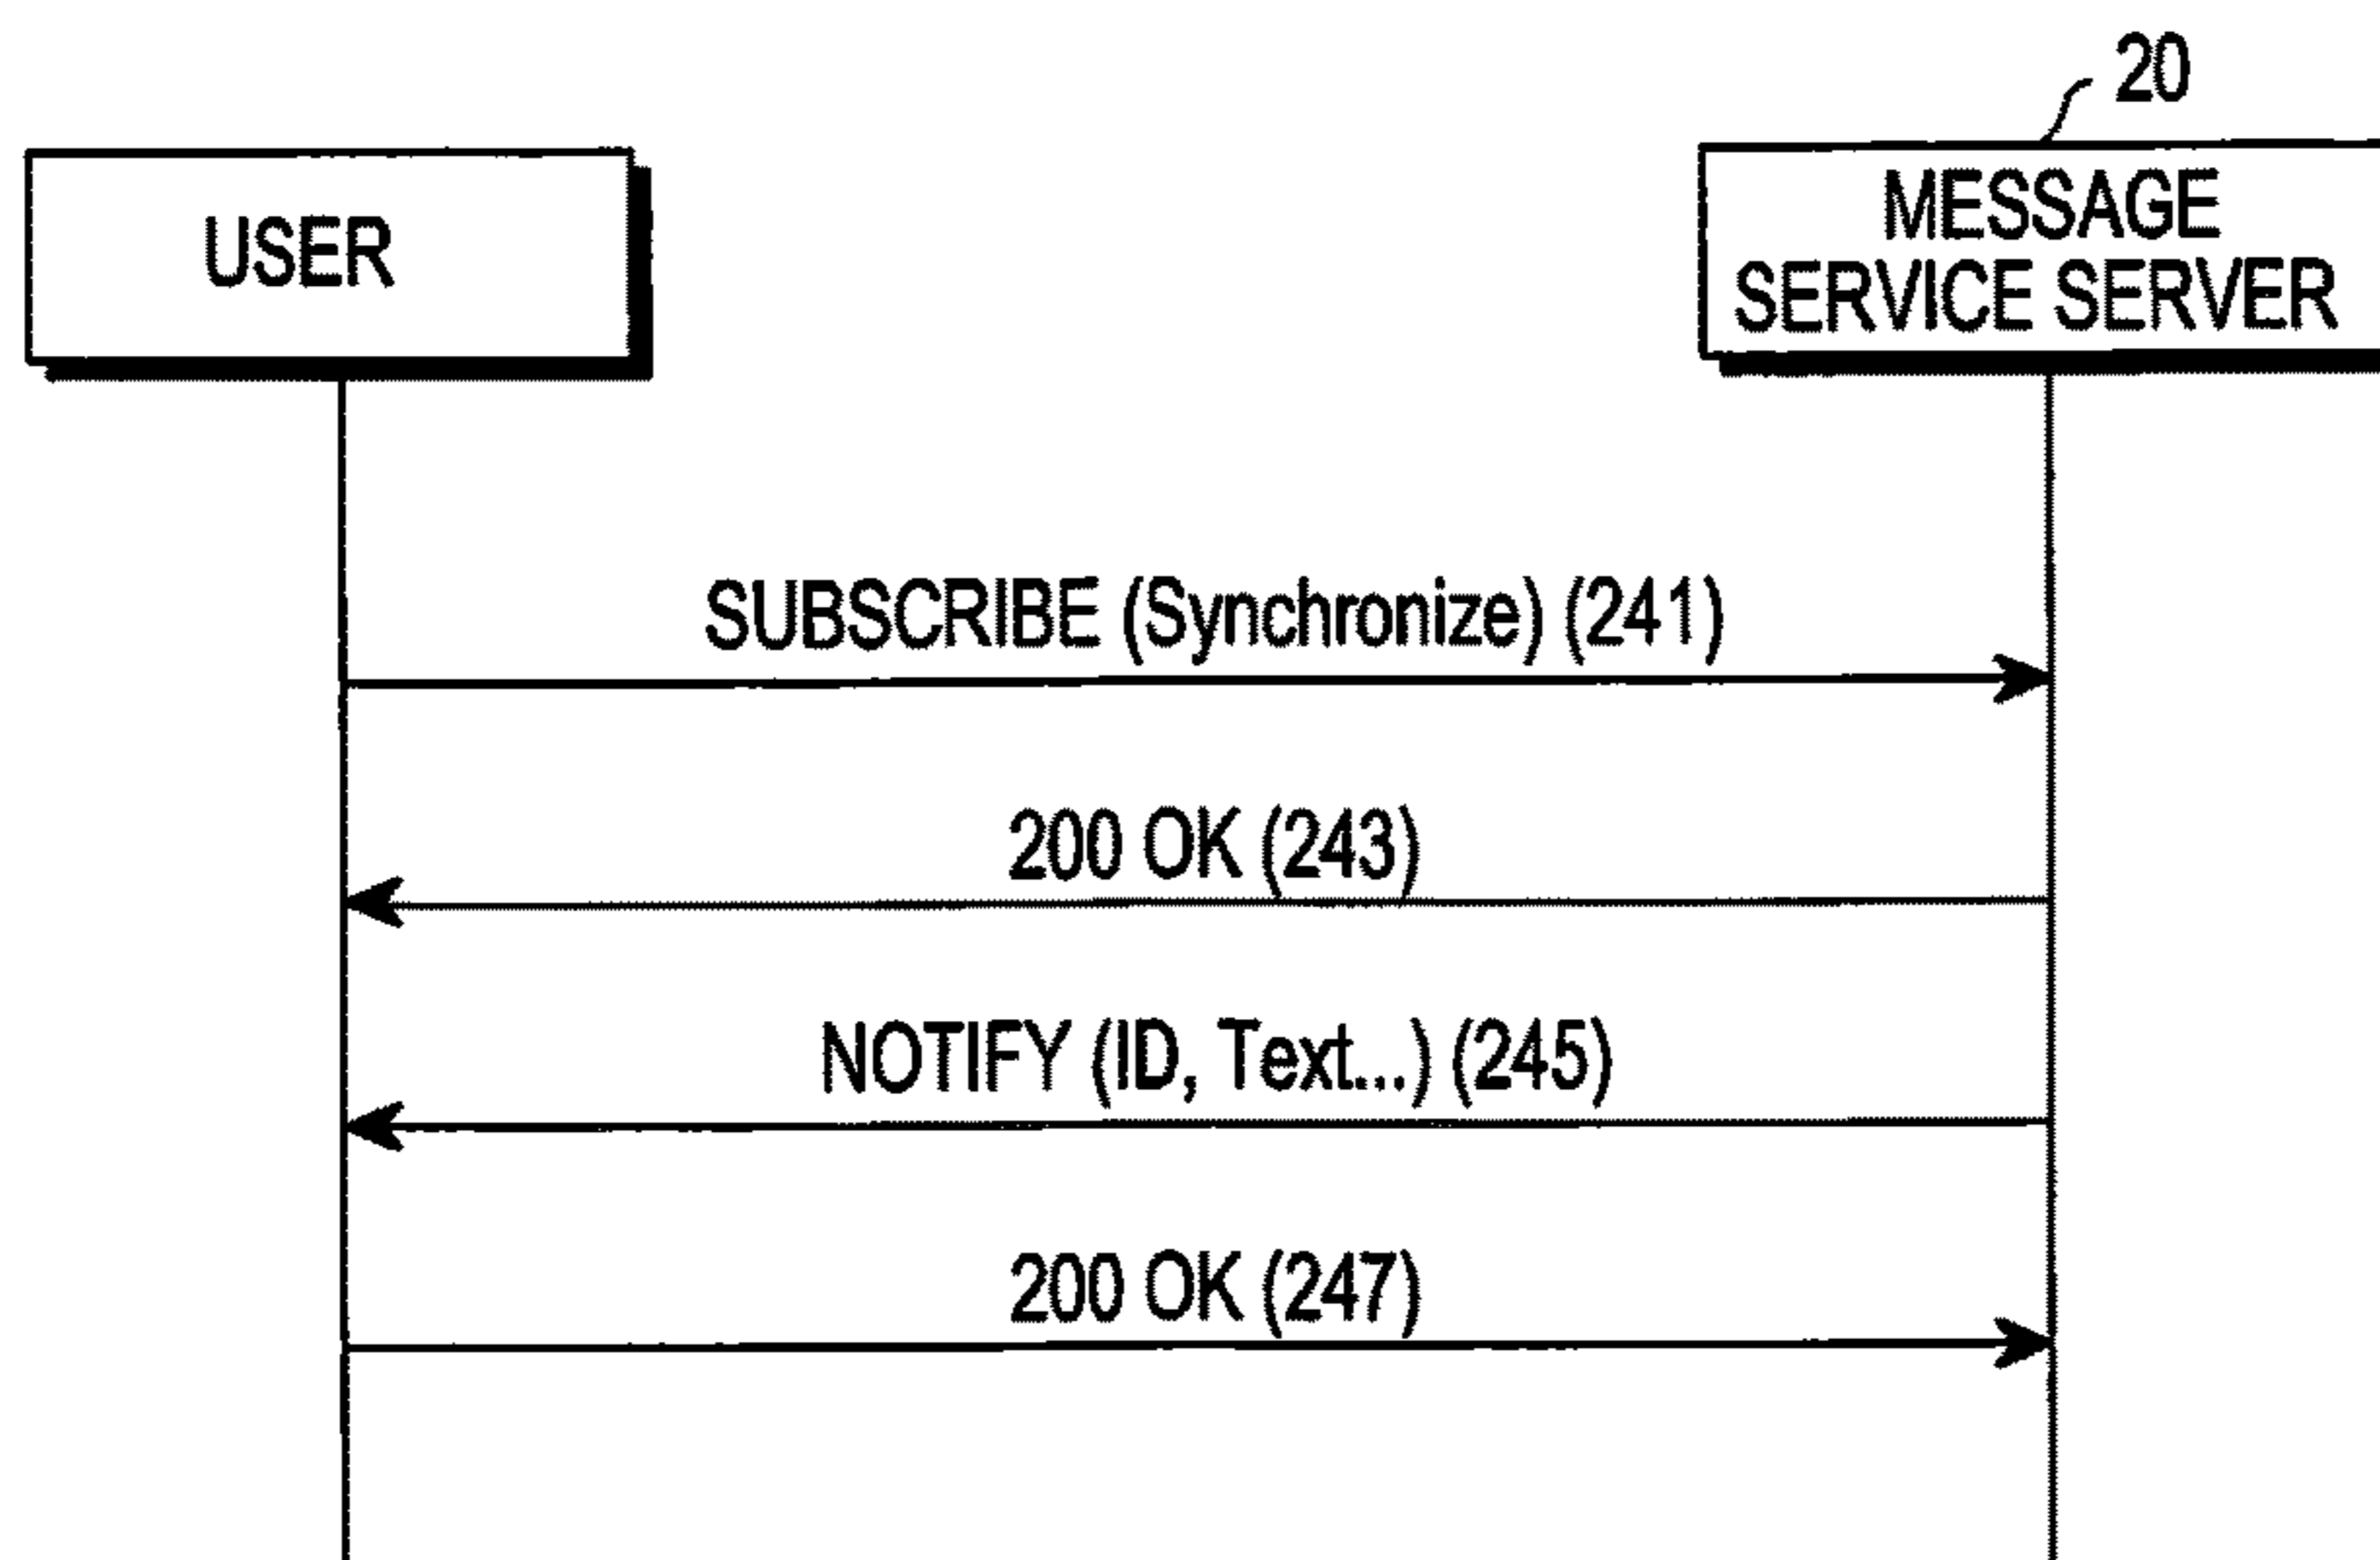 20
USER
MESSAGE
SERVICE SERVER
SUBSCRIBE (Synchronize) (241)
200 OK (243)
NOTIFY (ID, Text...) (245)
200 OK (247)